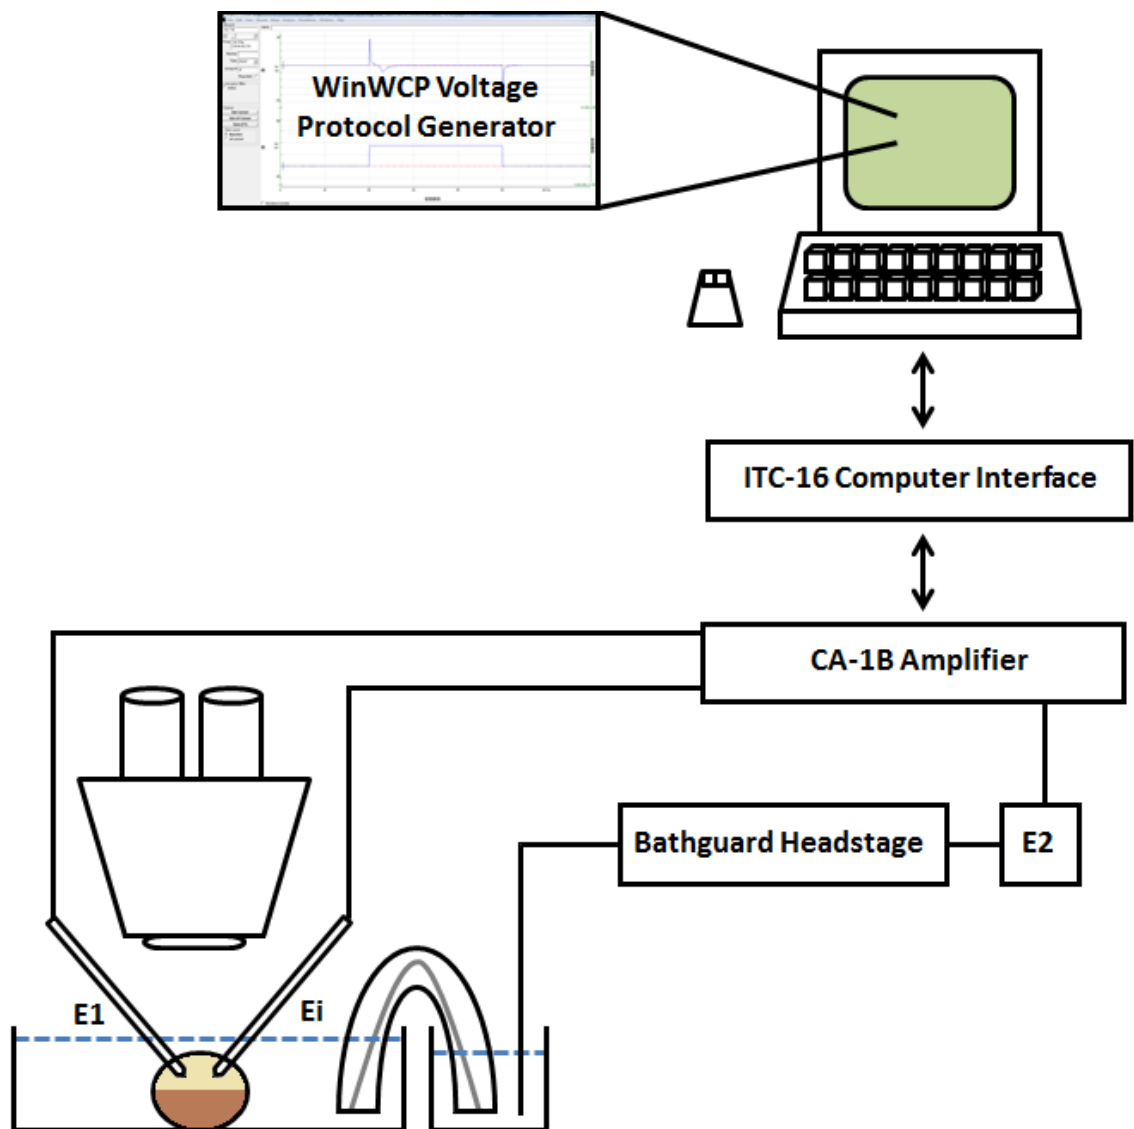 WinWCP Voltage
Protocol Generator
ITC-16 Computer Interface
CA-1B Amplifier
Bathguard Headstage
E2
E1
Ei